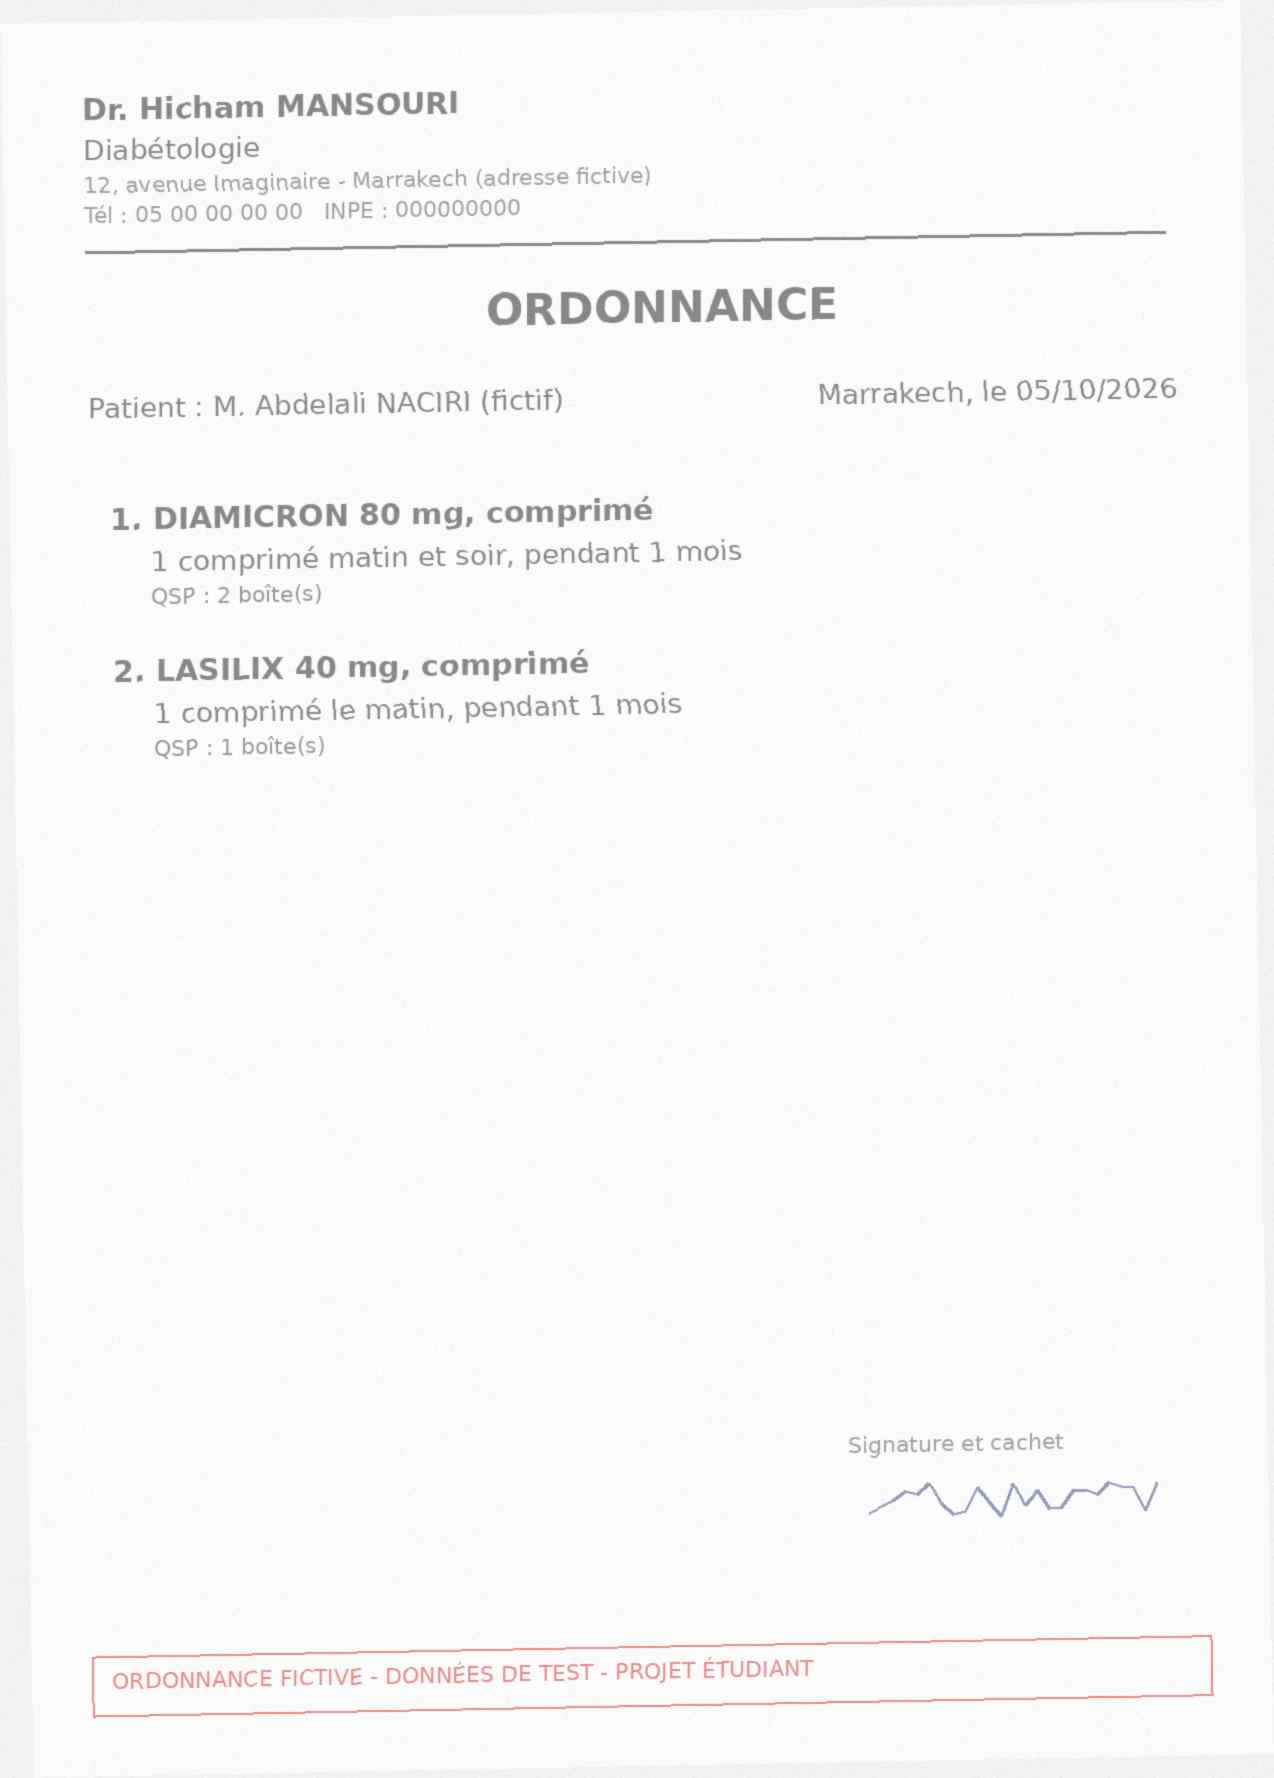 Dr. Hicham MANSOURI
Diabétologie
12, avenue Imaginaire - Marrakech (adresse fictive)
Tél : 05 00 00 00 00   INPE : 000000000
ORDONNANCE
Patient : M. Abdelali NACIRI (fictif)
Marrakech, le 05/10/2026
1. DIAMICRON 80 mg, comprimé
1 comprimé matin et soir, pendant 1 mois
QSP : 2 boîte(s)
2. LASILIX 40 mg, comprimé
1 comprimé le matin, pendant 1 mois
QSP : 1 boîte(s)
Signature et cachet
ORDONNANCE FICTIVE - DONNÉES DE TEST - PROJET ÉTUDIANT